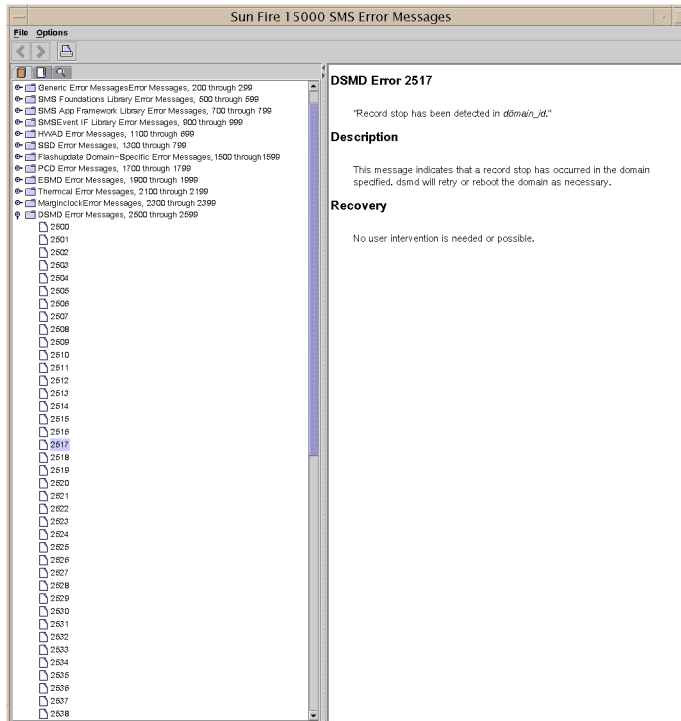 Sun Fire 15000 SMS Error Messages
File Options
Generic Error MessagesError Messages, 200 through 299
SMS Foundations Library Error Messages, 500 through 599
SMS App Framework Library Error Messages, 700 through 799
SMSEvent IF Library Error Messages, 900 through 999
HWAD Error Messages, 1100 through 699
SSD Error Messages, 1300 through 799
Flashupdate Domain-Specific Error Messages,1500 through1599
PCD Error Messages, 1700 through 1799
ESMD Error Messages, 1900 through 1999
Thermcal Error Messages, 2100 through 2199
MarginclockError Messages, 2300 through 2399
DSMD Error Messages, 2500 through 2599
2500
2501
2502
2503
2504
2505
2506
2507
2508
2509
2510
2511
2512
2513
2514
2515
2516
2517
2518
2519
2520
2521
2522
2523
2524
2525
2526
2527
2528
2529
2530
2531
2532
2533
2534
2535
2536
2537
2538
DSMD Error 2517
"Record stop has been detected in domain_id."
Description
This message indicates that a record stop has occurred in the domain
specified. dsmd will retry or reboot the domain as necessary.
Recovery
No user intervention is needed or possible.